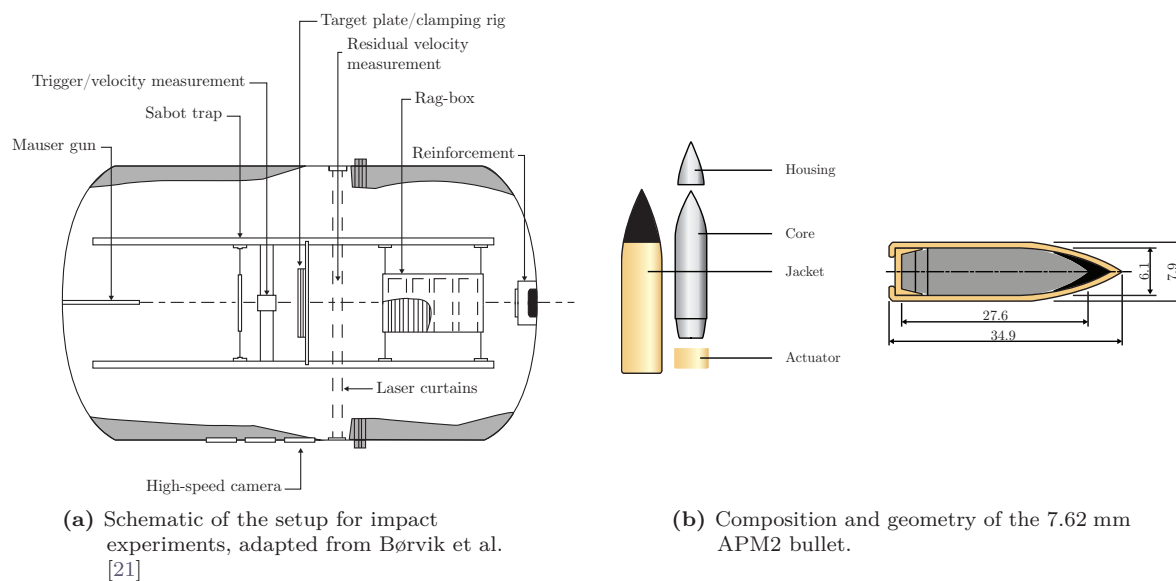 Target plate/clamping rig
Residual velocity
measurement
Trigger/velocity measurement
Rag-box
Sabot trap
Mauser gun
Reinforcement
Laser curtains
High-speed camera
(a) Schematic of the setup for impact
experiments, adapted from Børvik et al.
[21]
Housing
Core
Jacket
Actuator
6.1
7.9
27.6
34.9
(b) Composition and geometry of the 7.62 mm
APM2 bullet.